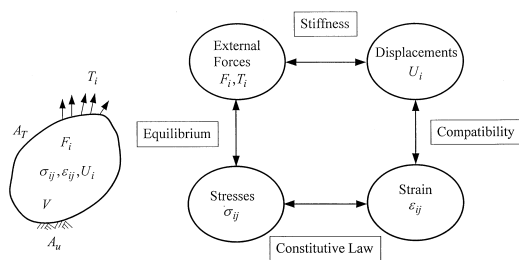 T_i
A_T
F_i
σ_ij, ε_ij, U_i
V
A_u
Stiffness
External
Forces
F_i, T_i
Displacements
U_i
Equilibrium
Compatibility
Stresses
σ_ij
Strain
ε_ij
Constitutive Law